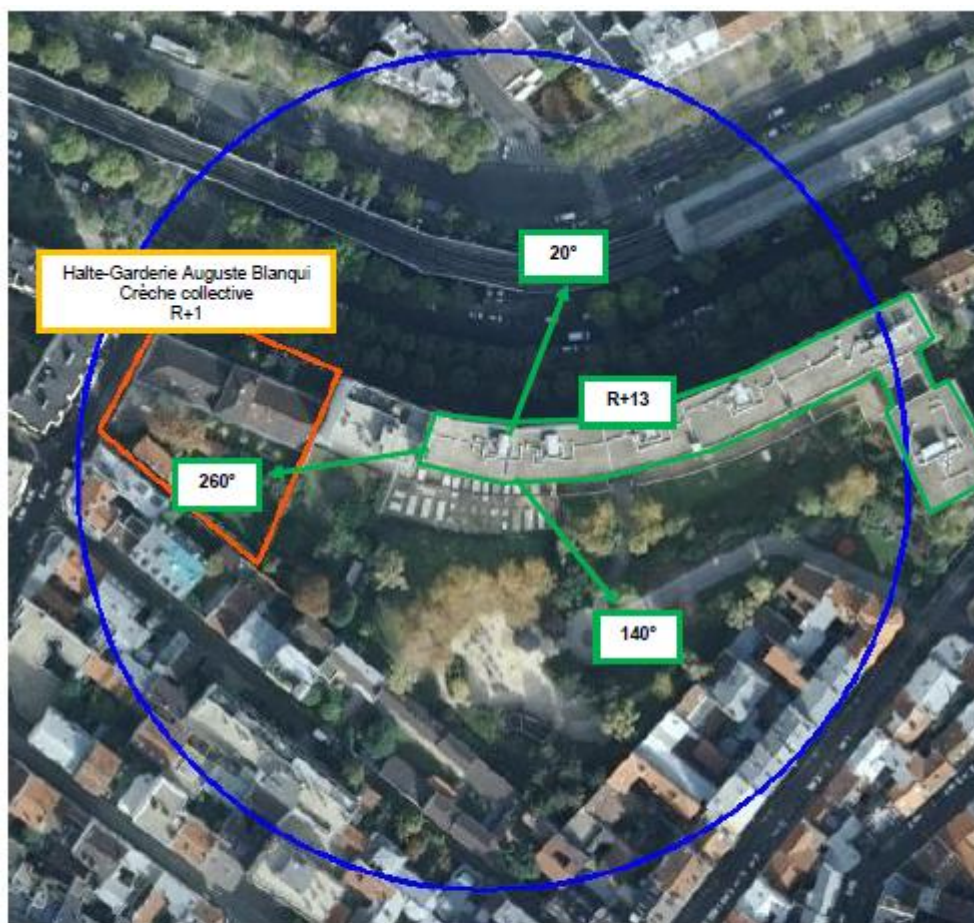 20°
Halte-Garderie Auguste Blanqui
Crèche collective
R+1
R+13
260°
140°